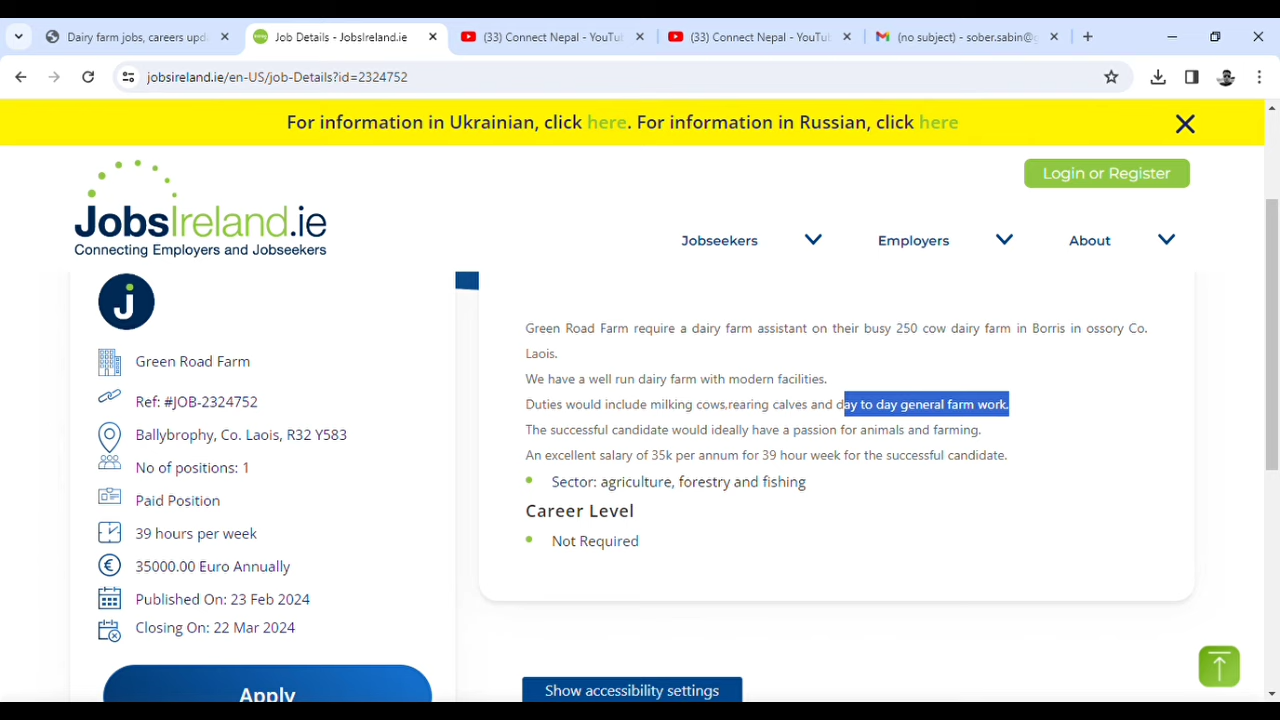 Dairy farm jobs, careers upd
Job Details - JobsIreland.ie
(33) Connect Nepal - YouTub
(33) Connect Nepal - YouTub
(no subject) - sober.sabin@g
jobsireland.ie/en-US/job-Details?id=2324752
For information in Ukrainian, click here. For information in Russian, click here
Login or Register
JobsIreland.ie
Connecting Employers and Jobseekers
Jobseekers
Employers
About
j
Green Road Farm
Ref: #JOB-2324752
Ballybrophy, Co. Laois, R32 Y583
No of positions: 1
Paid Position
39 hours per week
35000.00 Euro Annually
Published On: 23 Feb 2024
Closing On: 22 Mar 2024
Apply
Green Road Farm require a dairy farm assistant on their busy 250 cow dairy farm in Borris in ossory Co.
Laois.
We have a well run dairy farm with modern facilities.
Duties would include milking cows,rearing calves and day to day general farm work.
The successful candidate would ideally have a passion for animals and farming.
An excellent salary of 35k per annum for 39 hour week for the successful candidate.
Sector: agriculture, forestry and fishing
Career Level
Not Required
Show accessibility settings